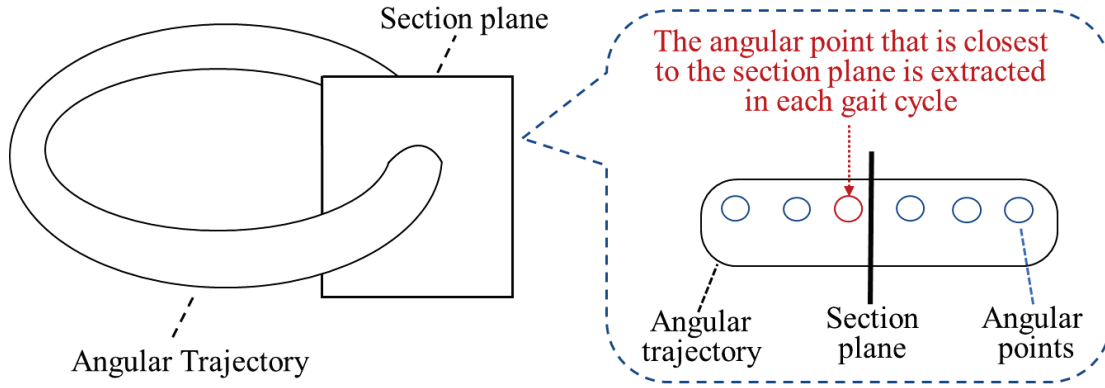 Section plane
Angular Trajectory
The angular point that is closest
to the section plane is extracted
in each gait cycle
Angular
trajectory
Section
plane
Angular
points